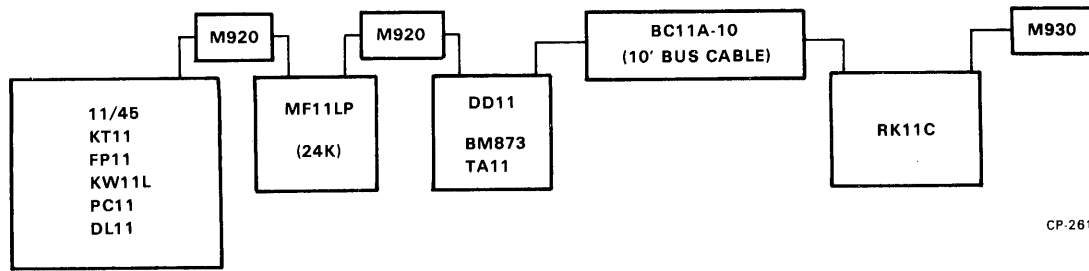 M920
M920
BC11A-10
(10' BUS CABLE)
M930
11/45
KT11
FP11
KW11L
PC11
DL11
MF11LP
(24K)
DD11
BM873
TA11
RK11C
CP-261